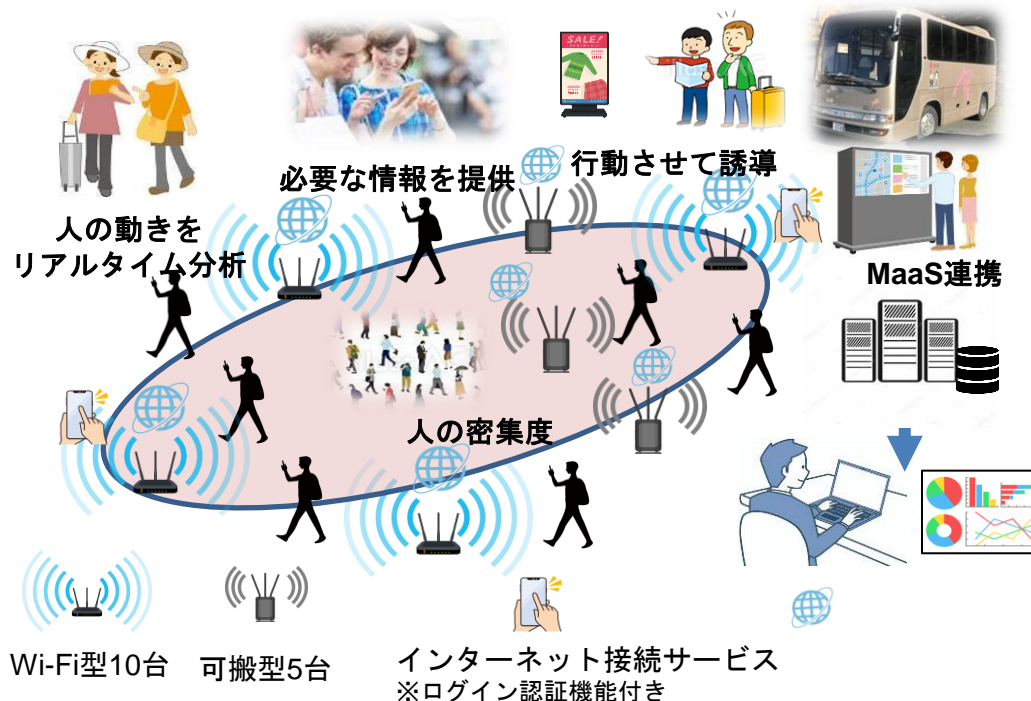 SALE!
必要な情報を提供
行動させて誘導
人の動きを
リアルタイム分析
MaaS連携
人の密集度
Wi-Fi型10台
可搬型5台
インターネット接続サービス
※ログイン認証機能付き